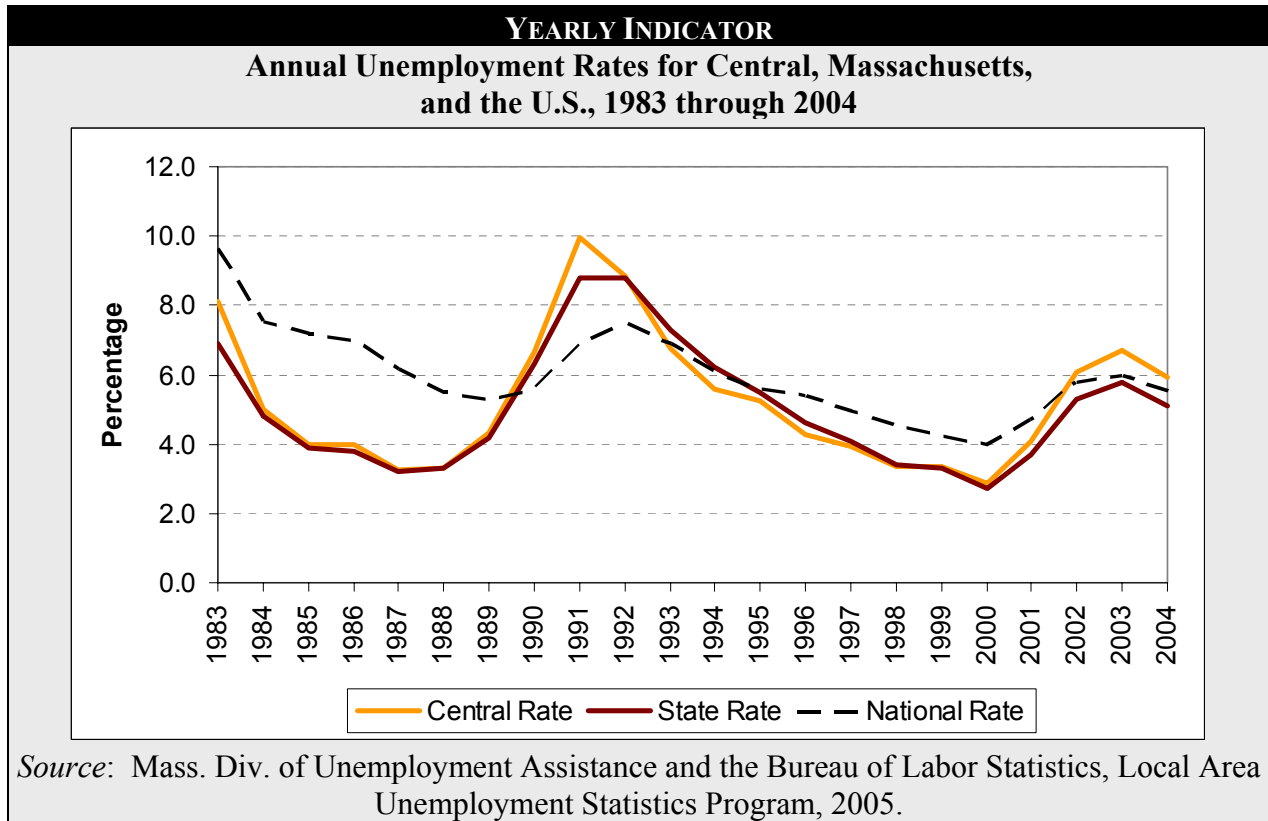 YEARLY INDICATOR
Annual Unemployment Rates for Central, Massachusetts,
and the U.S., 1983 through 2004
12.0
10.0
8.0
6.0
4.0
2.0
0.0
Percentage
1983 1984 1985 1986 1987 1988 1989 1990 1991 1992 1993 1994 1995 1996 1997 1998 1999 2000 2001 2002 2003 2004
Central Rate State Rate National Rate
Source: Mass. Div. of Unemployment Assistance and the Bureau of Labor Statistics, Local Area
Unemployment Statistics Program, 2005.